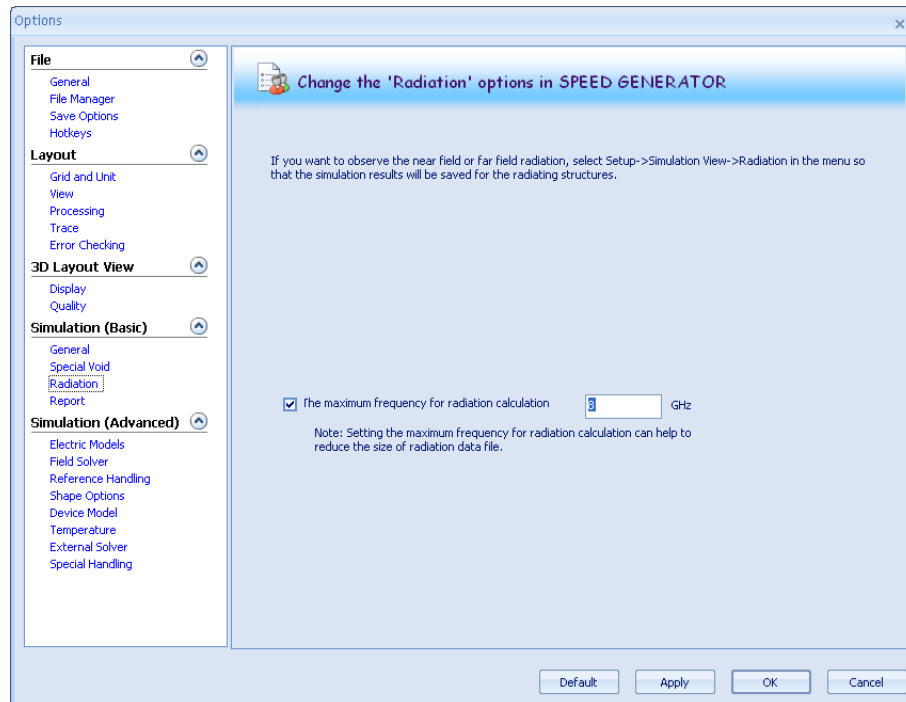 Options
File
General
File Manager
Save Options
Hotkeys
Layout
Grid and Unit
View
Processing
Trace
Error Checking
3D Layout View
Display
Quality
Simulation (Basic)
General
Special Void
Radiation
Report
Simulation (Advanced)
Electric Models
Field Solver
Reference Handling
Shape Options
Device Model
Temperature
External Solver
Special Handling
Change the 'Radiation' options in SPEED GENERATOR
If you want to observe the near field or far field radiation, select Setup->Simulation View->Radiation in the menu so
that the simulation results will be saved for the radiating structures.
The maximum frequency for radiation calculation 8 GHz
Note: Setting the maximum frequency for radiation calculation can help to
reduce the size of radiation data file.
Default Apply OK Cancel